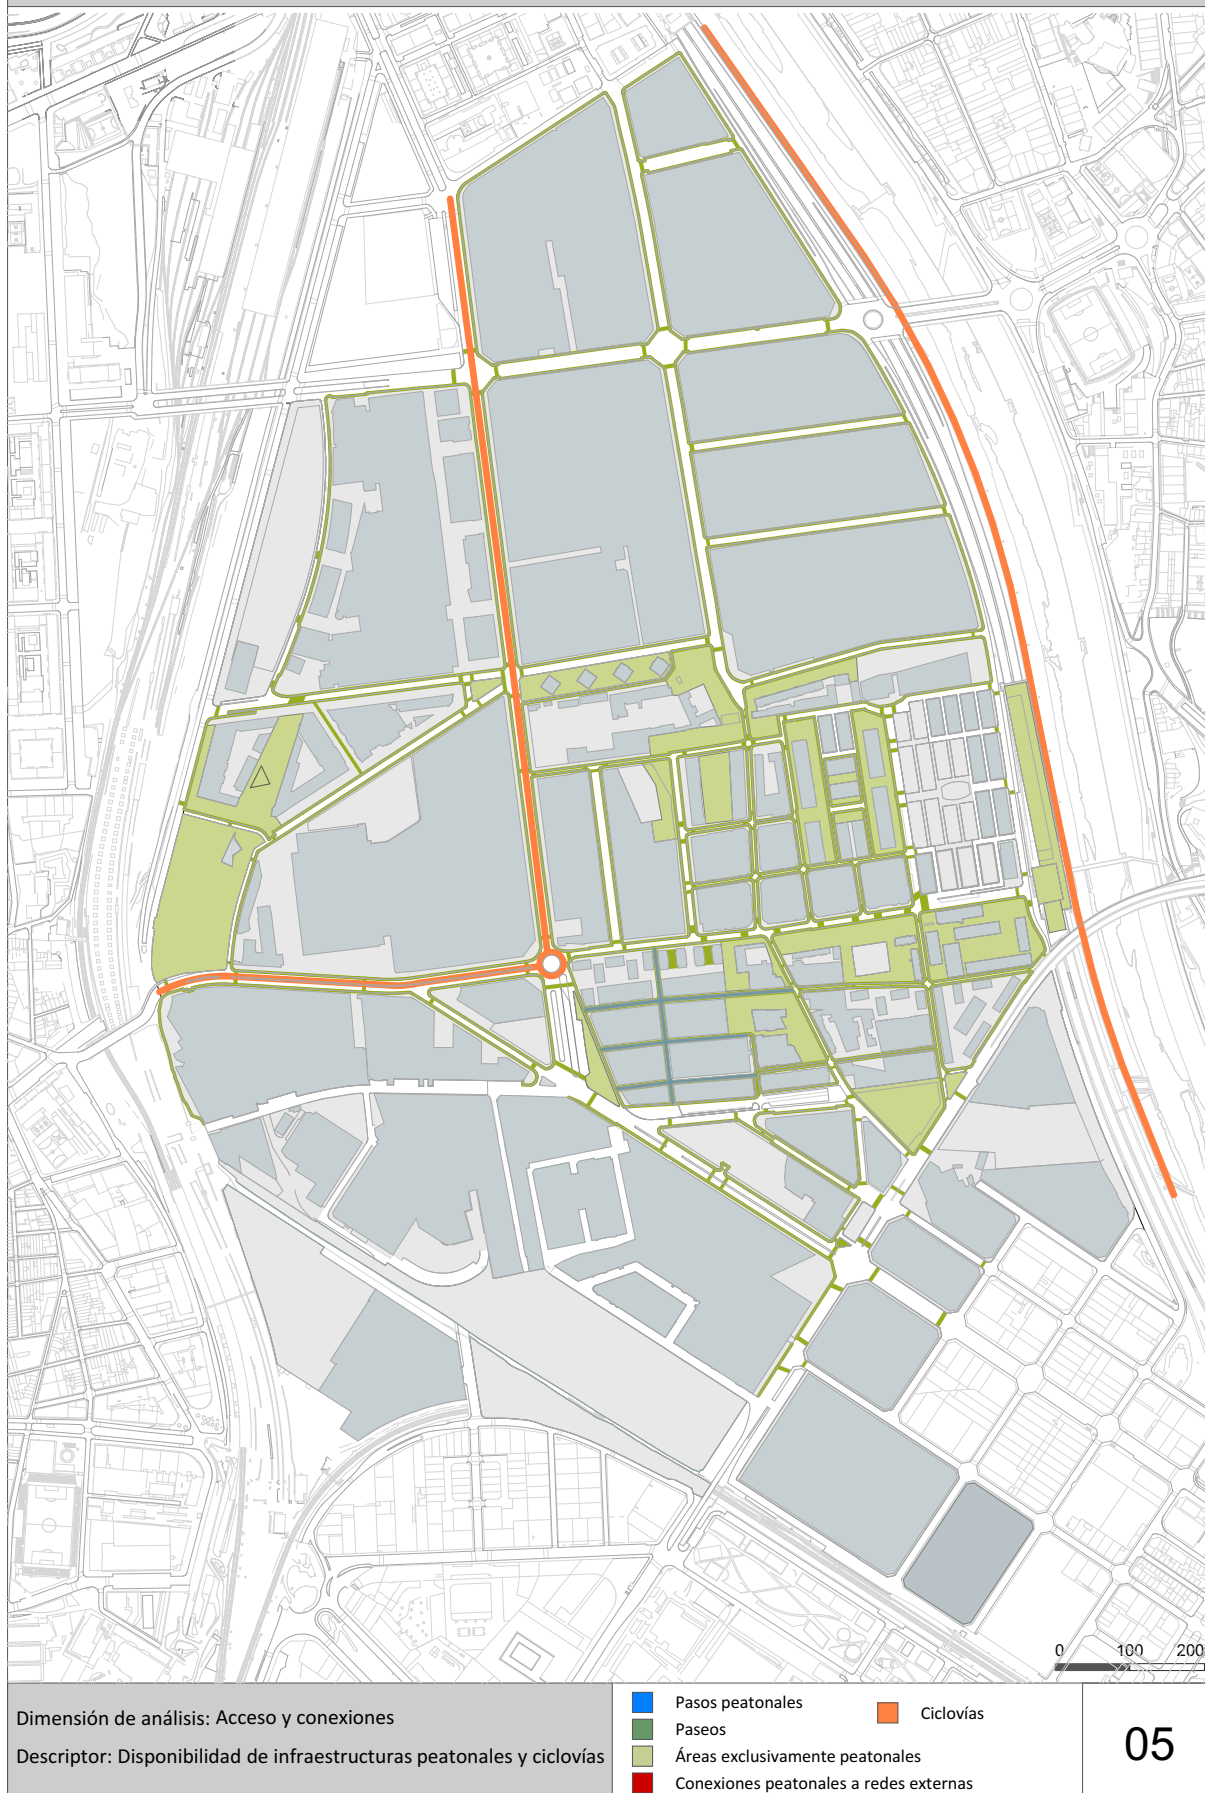 0 100 200
Dimensión de análisis: Acceso y conexiones
Descriptor: Disponibilidad de infraestructuras peatonales y ciclovías
Pasos peatonales
Paseos
Áreas exclusivamente peatonales
Conexiones peatonales a redes externas
Ciclovías
05